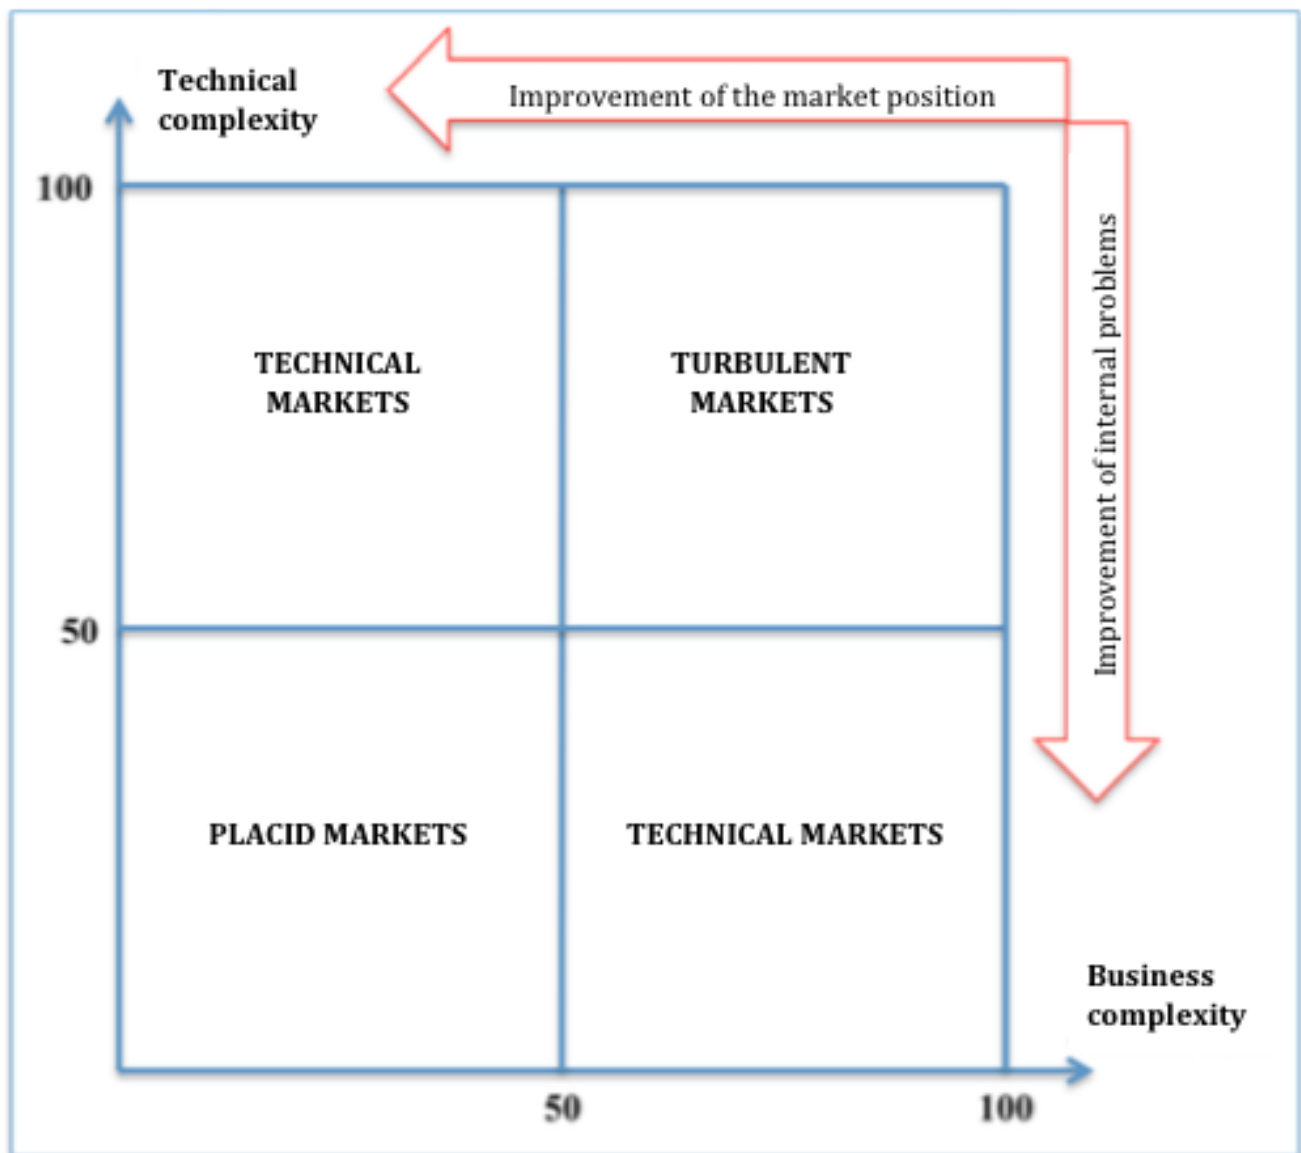 Technical
complexity
Improvement of the market position
100
Improvement of internal problems
TECHNICAL
MARKETS
TURBULENT
MARKETS
50
PLACID MARKETS
TECHNICAL MARKETS
Business
complexity
50
100